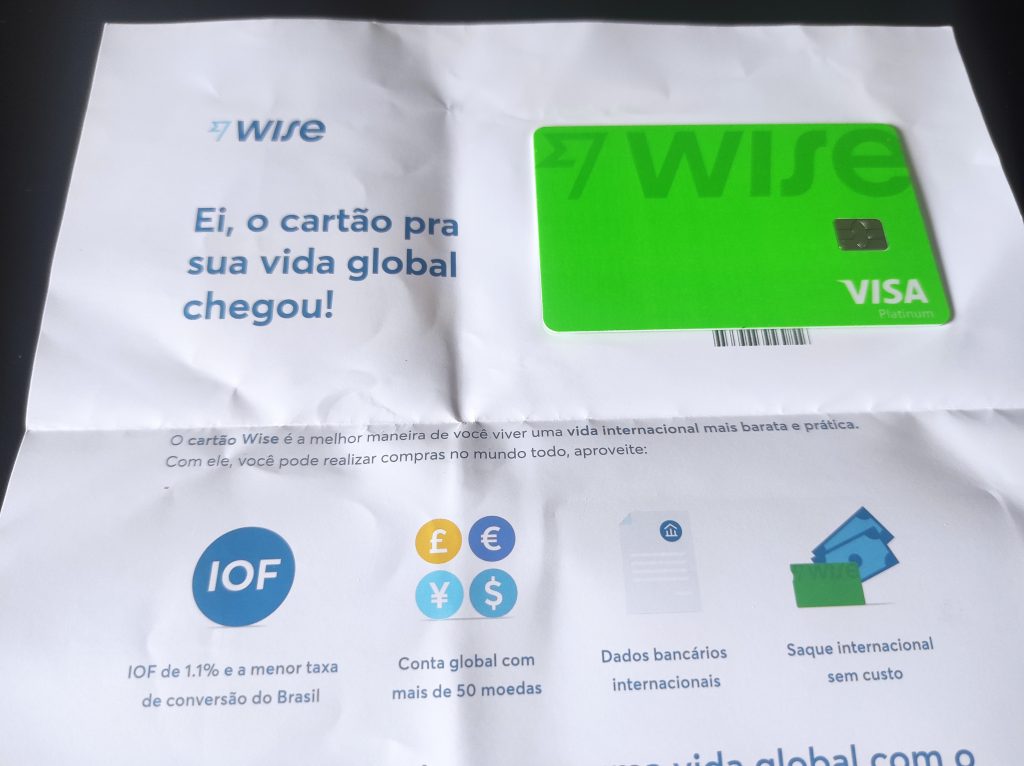 wise
Ei, o cartão pra
sua vida global
chegou!
wise
VISA
Platinum
O cartão Wise é a melhor maneira de você viver uma vida internacional mais barata e prática.
Com ele, você pode realizar compras no mundo todo, aproveite:
IOF
£ €
¥ $
wise
IOF de 1.1% e a menor taxa
de conversão do Brasil
Conta global com
mais de 50 moedas
Dados bancários
internacionais
Saque internacional
sem custo
vida global com o